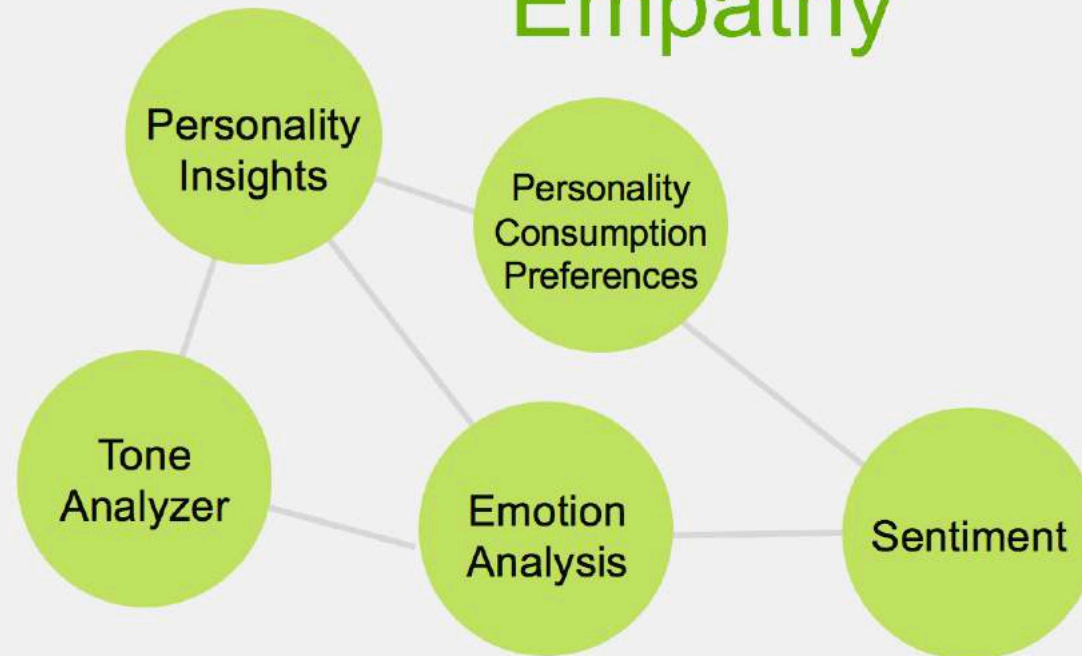 Empathy
Personality
Insights
Personality
Consumption
Preferences
Tone
Analyzer
Emotion
Analysis
Sentiment